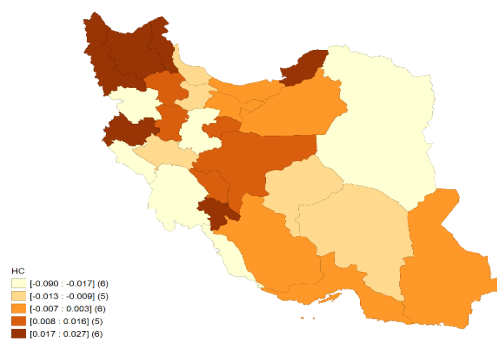 HC
[-0.090 : -0.017] (6)
[-0.013 : -0.009] (5)
[-0.007 : 0.003] (6)
[0.008 : 0.016] (5)
[0.017 : 0.027] (6)